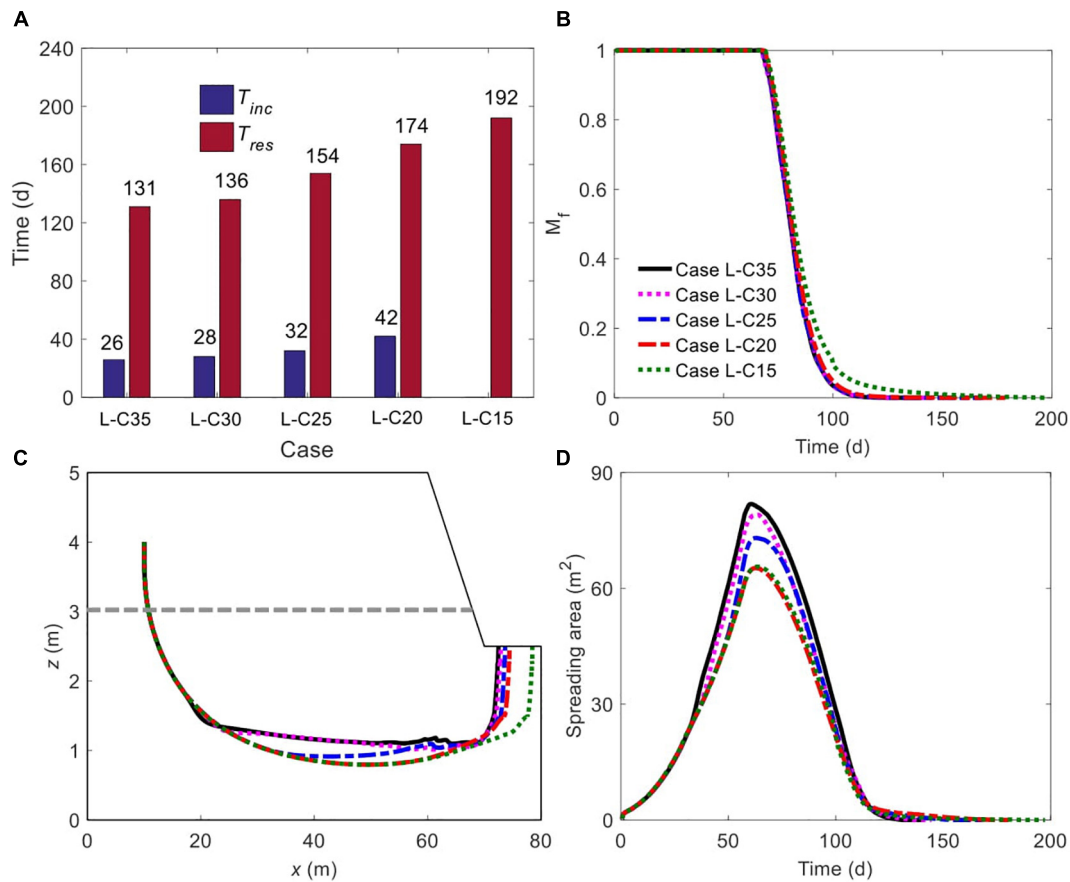 A
240
200
160
120
80
40
0
Time (d)
T inc
T res
26
131
28
136
32
154
42
174
192
L-C35 L-C30 L-C25 L-C20 L-C15
Case
B
1
0.8
0.6
0.4
0.2
0
M f
Case L-C35
Case L-C30
Case L-C25
Case L-C20
Case L-C15
0 50 100 150 200
Time (d)
C
5
4
3
2
1
0
z (m)
0 20 40 60 80
x (m)
D
90
60
30
0
Spreading area (m²)
0 50 100 150 200
Time (d)